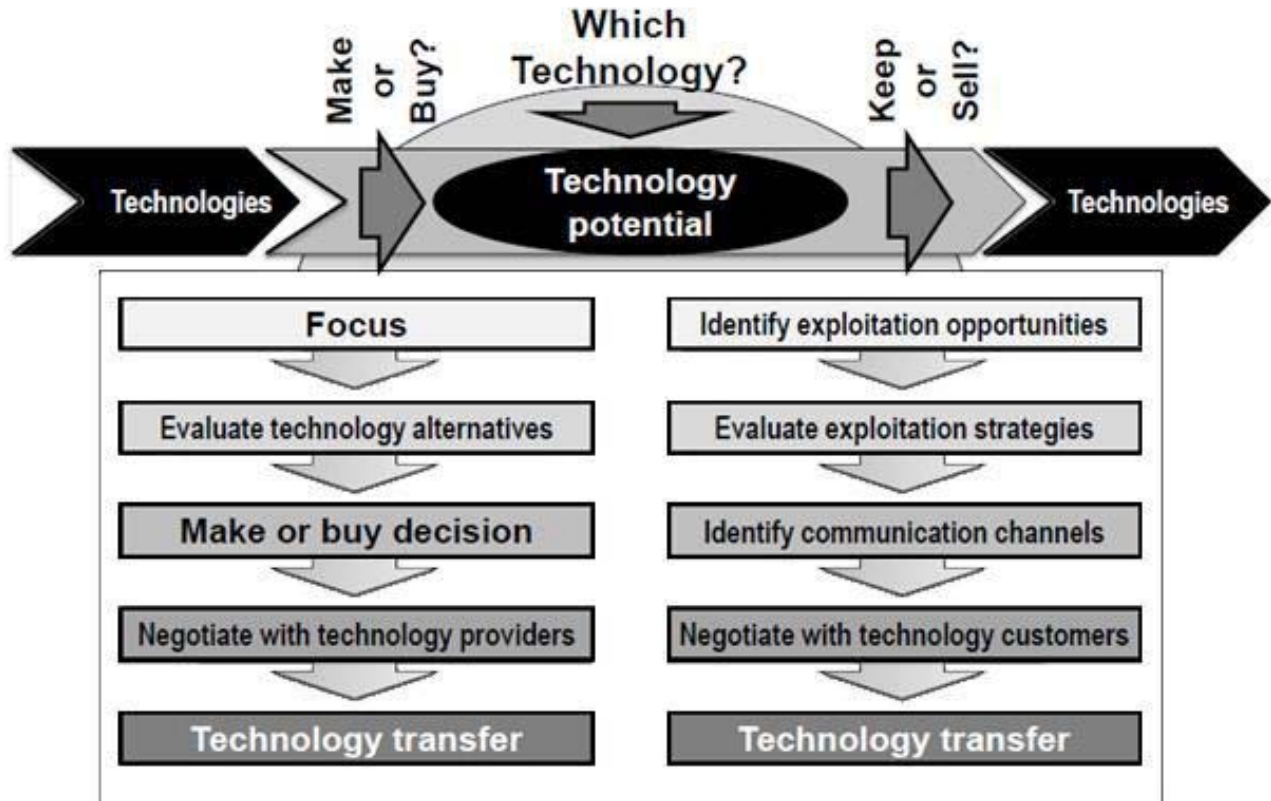 Make
or
Buy?
Which
Technology?
Keep
or
Sell?
Technologies
Technology
potential
Technologies
Focus
Identify exploitation opportunities
Evaluate technology alternatives
Evaluate exploitation strategies
Make or buy decision
Identify communication channels
Negotiate with technology providers
Negotiate with technology customers
Technology transfer
Technology transfer